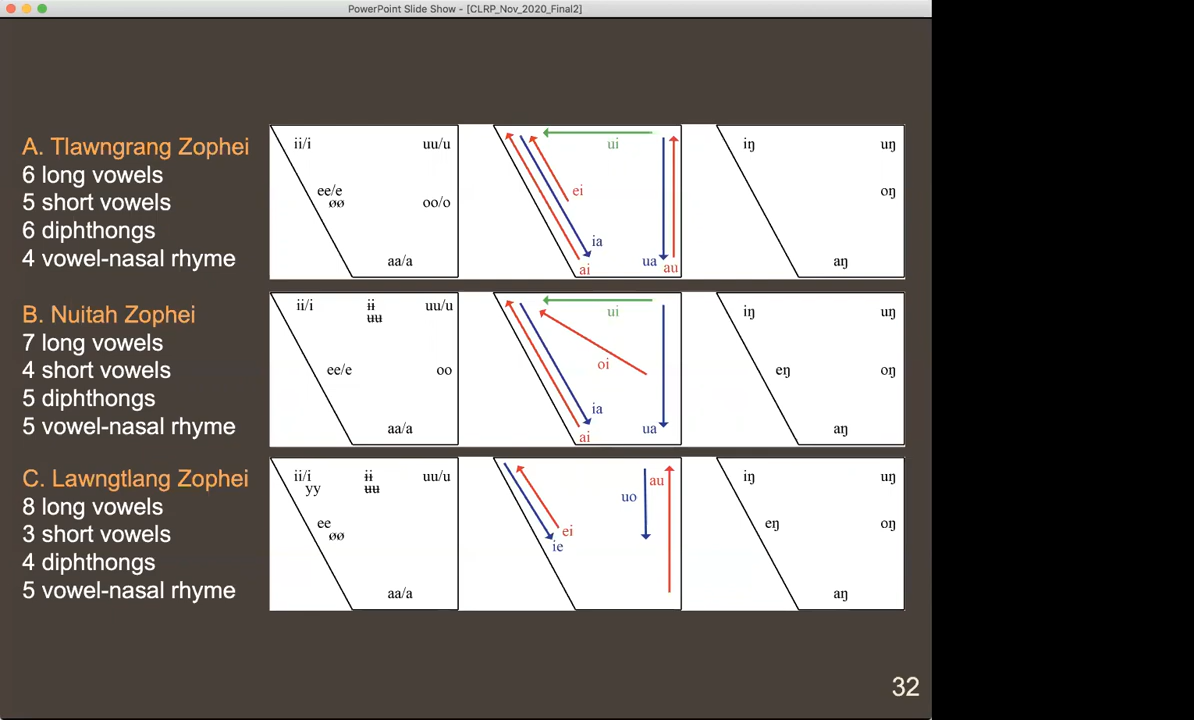 PowerPoint Slide Show - [CLRP_Nov_2020_Final2]
A. Tlawngrang Zophei
6 long vowels
5 short vowels
6 diphthongs
4 vowel-nasal rhyme
ii/i
uu/u
ee/e
øø
oo/o
aa/a
ui
ei
ia
ai
ua
au
iŋ
uŋ
oŋ
aŋ
B. Nuitah Zophei
7 long vowels
4 short vowels
5 diphthongs
5 vowel-nasal rhyme
ii/i
ɨɨ
uu/u
ʉʉ
ee/e
oo
aa/a
ui
oi
ia
ai
ua
iŋ
uŋ
eŋ
oŋ
aŋ
C. Lawngtlang Zophei
8 long vowels
3 short vowels
4 diphthongs
5 vowel-nasal rhyme
ii/i
ɨɨ
uu/u
yy
ʉʉ
ee
øø
aa/a
au
uo
ei
ie
iŋ
uŋ
eŋ
oŋ
aŋ
32